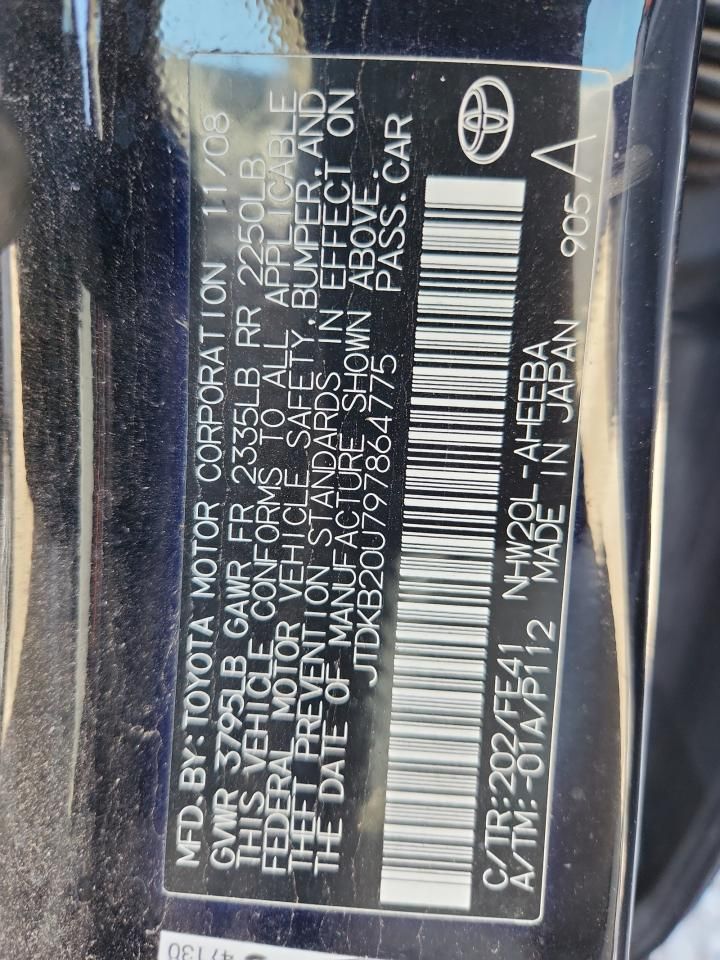 MFD. BY: TOYOTA MOTOR CORPORATION 11/08
GVWR 3795LB GAWR FR 2335LB RR 2250LB
THIS VEHICLE CONFORMS TO ALL APPLICABLE
FEDERAL MOTOR VEHICLE SAFETY, BUMPER, AND
THEFT PREVENTION STANDARDS IN EFFECT ON
THE DATE OF MANUFACTURE SHOWN ABOVE.
JTDKB20U797864775 PASS. CAR
C/TR:202/FE41 NHW20L-AHEEBA 905 A
A/TM:-01A/P112 MADE IN JAPAN
47130